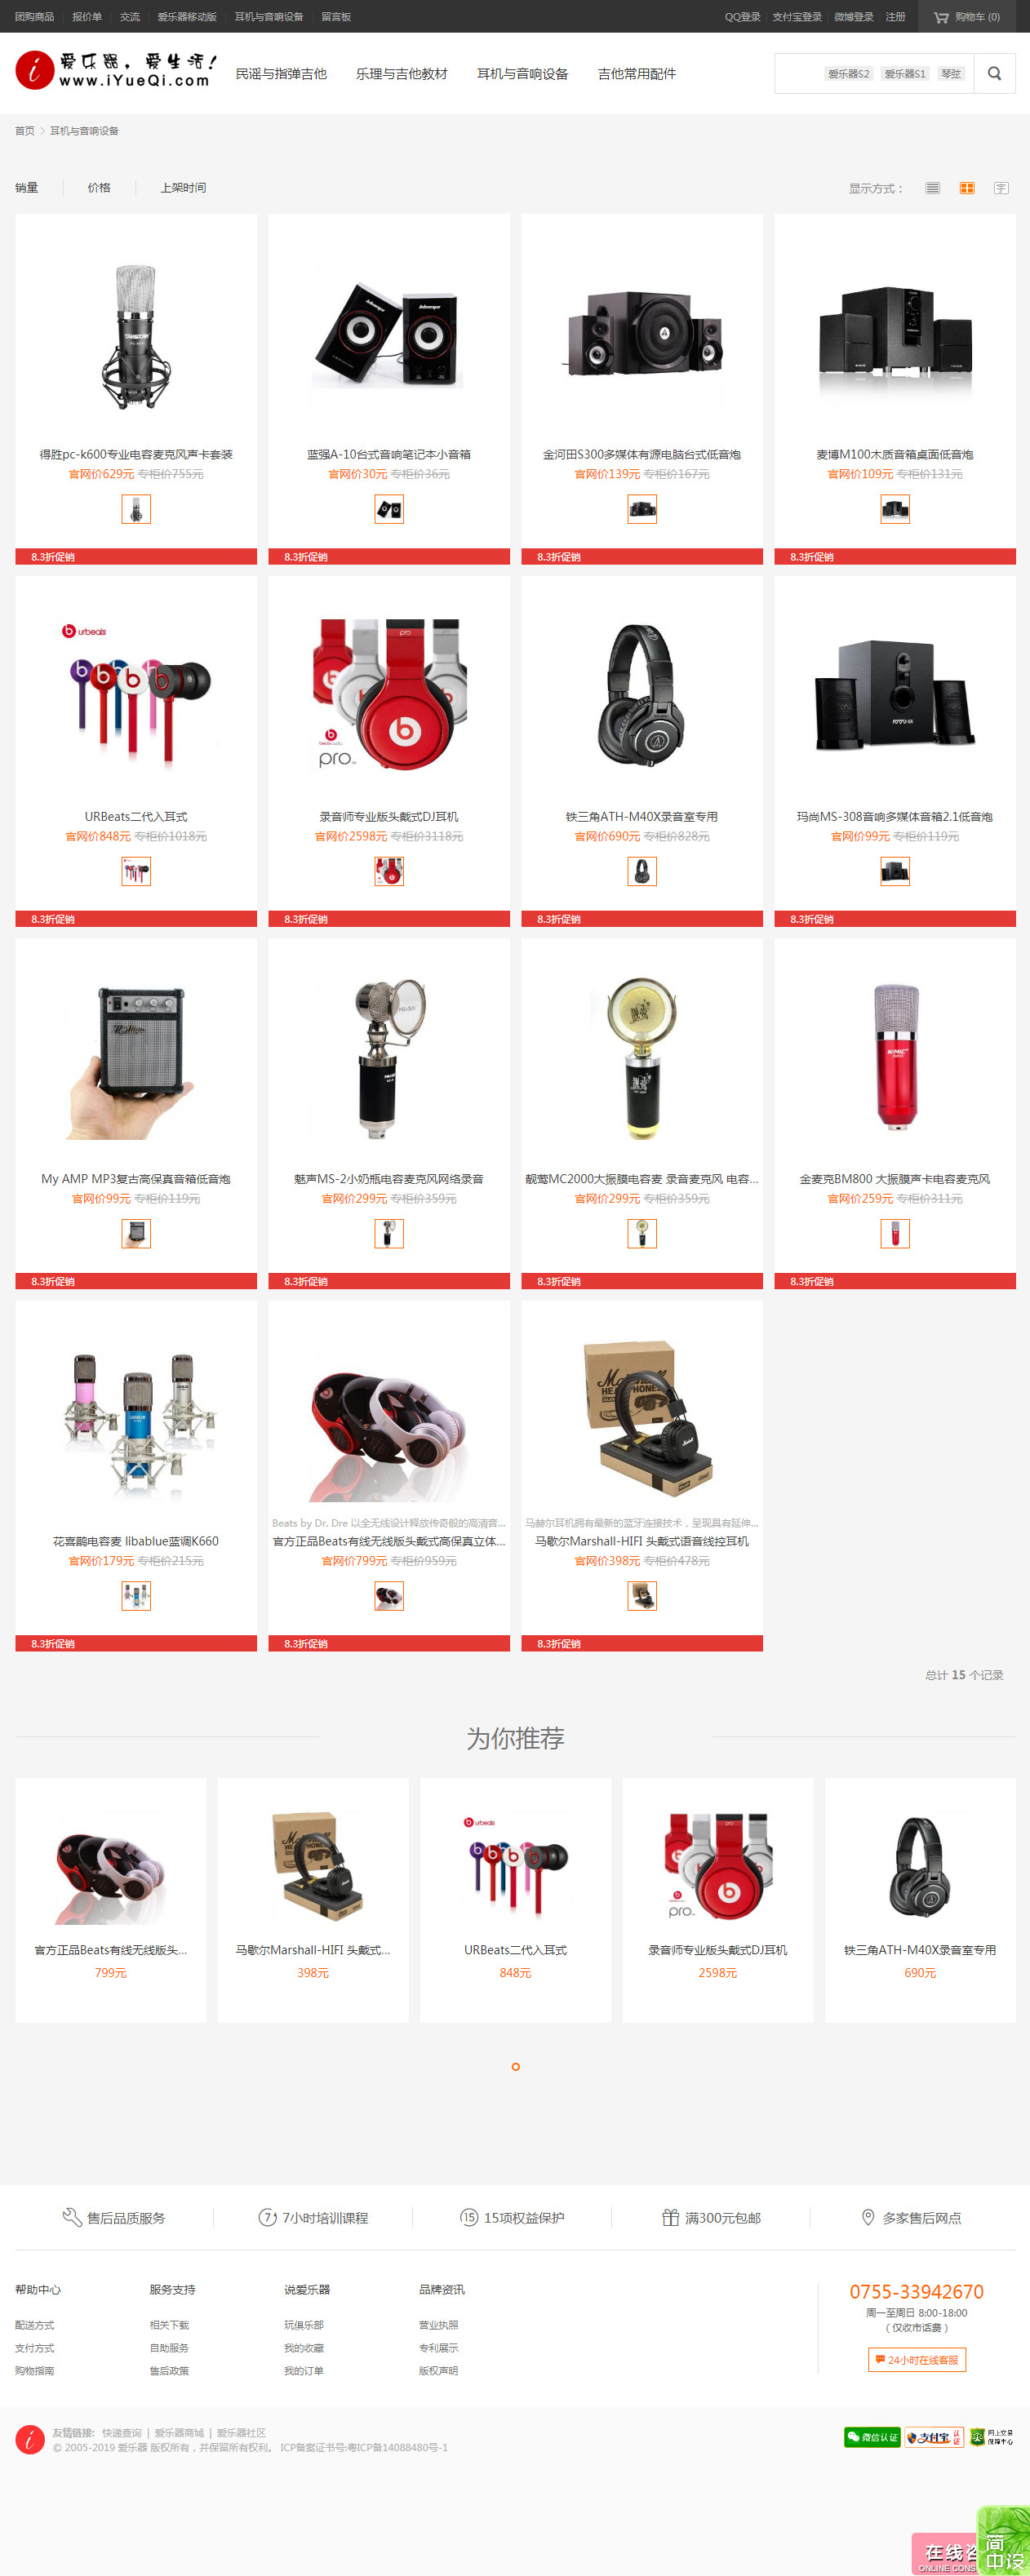 团购商品 报价单 交流 爱乐器移动版 耳机与音响设备 留言板 QQ登录 支付宝登录 微博登录 注册 购物车 (0)
爱乐器，爱生活！
www.iYueQi.com
民谣与指弹吉他 乐理与吉他教材 耳机与音响设备 吉他常用配件
爱乐器S2 爱乐器S1 琴弦
首页 > 耳机与音响设备
销量 价格 上架时间 显示方式：
得胜pc-k600专业电容麦克风声卡套装 蓝强A-10台式音响笔记本小音箱 金河田S300多媒体有源电脑台式低音炮 麦博M100木质音箱桌面低音炮
官网价629元 专柜价755元 官网价30元 专柜价36元 官网价139元 专柜价167元 官网价109元 专柜价131元
8.3折促销 8.3折促销 8.3折促销 8.3折促销
urbeats
pro
URBeats二代入耳式 录音师专业版头戴式DJ耳机 铁三角ATH-M40X录音室专用 玛尚MS-308音响多媒体音箱2.1低音炮
官网价848元 专柜价1018元 官网价2598元 专柜价3118元 官网价690元 专柜价828元 官网价99元 专柜价119元
8.3折促销 8.3折促销 8.3折促销 8.3折促销
My AMP MP3复古高保真音箱低音炮 魅声MS-2小奶瓶电容麦克风网络录音 靓莺MC2000大振膜电容麦 录音麦克风 电容... 金麦克BM800 大振膜声卡电容麦克风
官网价99元 专柜价119元 官网价299元 专柜价359元 官网价299元 专柜价359元 官网价259元 专柜价311元
8.3折促销 8.3折促销 8.3折促销 8.3折促销
Beats by Dr. Dre 以全无线设计释放传奇般的高清音... 马赫尔耳机拥有最新的蓝牙连接技术，呈现具有延伸...
花喜鹊电容麦 libablue蓝调K660 官方正品Beats有线无线版头戴式高保真立体... 马歇尔Marshall-HIFI 头戴式语音线控耳机
官网价179元 专柜价215元 官网价799元 专柜价959元 官网价398元 专柜价478元
8.3折促销 8.3折促销 8.3折促销
总计 15 个记录
为你推荐
urbeats
pro
官方正品Beats有线无线版头... 马歇尔Marshall-HIFI 头戴式... URBeats二代入耳式 录音师专业版头戴式DJ耳机 铁三角ATH-M40X录音室专用
799元 398元 848元 2598元 690元
售后品质服务 7小时培训课程 15项权益保护 满300元包邮 多家售后网点
帮助中心 服务支持 说爱乐器 品牌资讯
配送方式 相关下载 玩俱乐部 营业执照
支付方式 自助服务 我的收藏 专利展示
购物指南 售后政策 我的订单 版权声明
0755-33942670
周一至周日 8:00-18:00
（仅收市话费）
24小时在线客服
友情链接: 快递查询 | 爱乐器商城 | 爱乐器社区
© 2005-2019 爱乐器 版权所有，并保留所有权利。 ICP备案证书号:粤ICP备14088480号-1
微信认证 支付宝 认证 网上交易保障中心
在线咨
ONLINE CONS
简
中 设